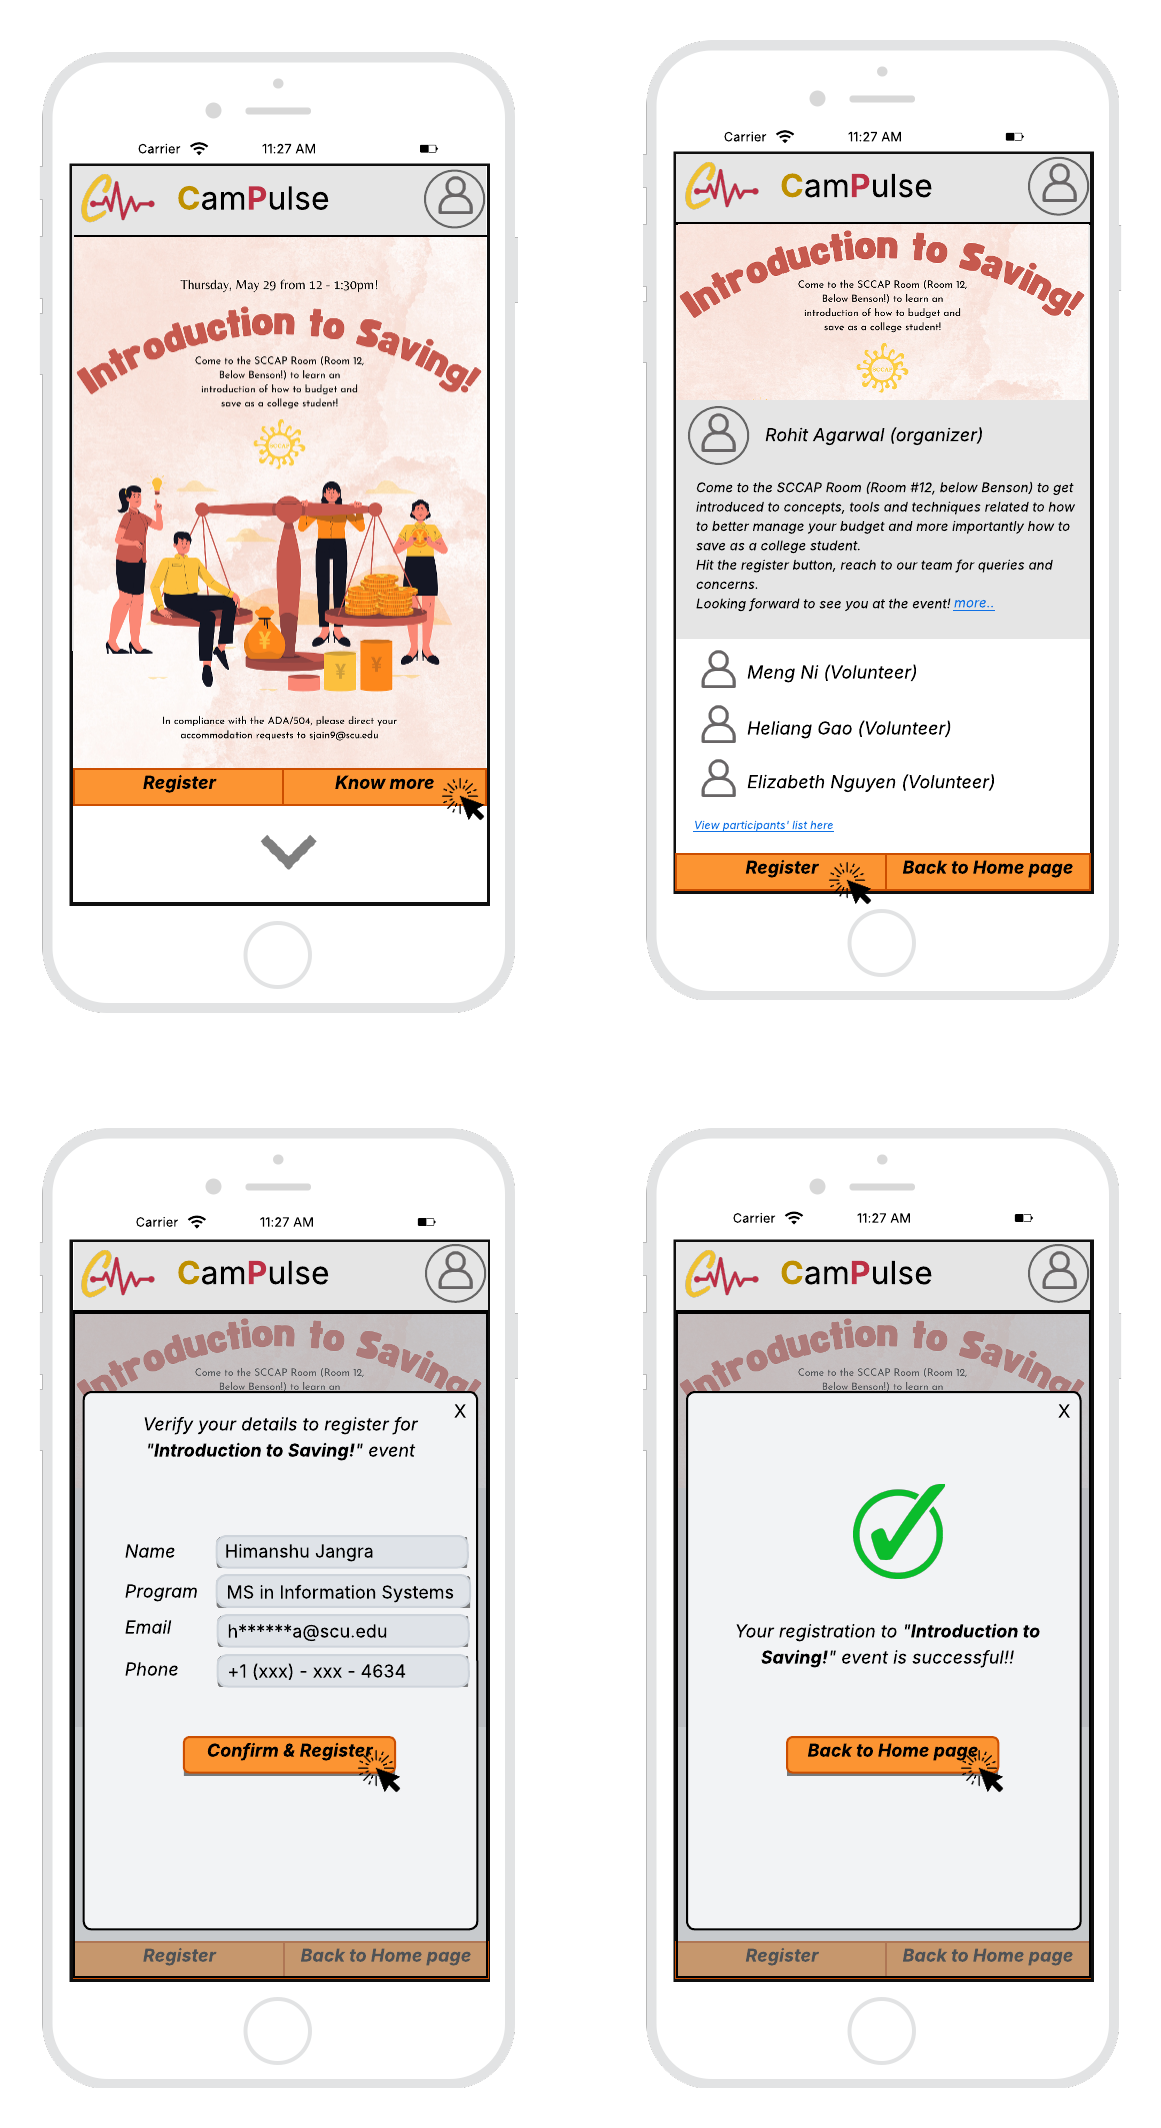 Carrier 11:27 AM
CamPulse
Thursday, May 29 from 12 - 1:30pm!
Introduction to Saving!
Come to the SCCAP Room (Room 12,
Below Benson!) to learn an
introduction of how to budget and
save as a college student!
SCCAP
In compliance with the ADA/504, please direct your
accommodation requests to sjain9@scu.edu
Register Know more
Carrier 11:27 AM
CamPulse
Introduction to Saving!
Come to the SCCAP Room (Room 12,
Below Benson!) to learn an
introduction of how to budget and
save as a college student!
SCCAP
Rohit Agarwal (organizer)
Come to the SCCAP Room (Room #12, below Benson) to get
introduced to concepts, tools and techniques related to how
to better manage your budget and more importantly how to
save as a college student.
Hit the register button, reach to our team for queries and
concerns.
Looking forward to see you at the event! more..
Meng Ni (Volunteer)
Heliang Gao (Volunteer)
Elizabeth Nguyen (Volunteer)
View participants' list here
Register Back to Home page
Carrier 11:27 AM
CamPulse
Introduction to Saving!
Come to the SCCAP Room (Room 12,
Below Benson!) to learn an
X
Verify your details to register for
"Introduction to Saving!" event
Name Himanshu Jangra
Program MS in Information Systems
Email h******a@scu.edu
Phone +1 (xxx) - xxx - 4634
Confirm & Register
Register Back to Home page
Carrier 11:27 AM
CamPulse
Introduction to Saving!
Come to the SCCAP Room (Room 12,
Below Benson!) to learn an
X
Your registration to "Introduction to
Saving!" event is successful!!
Back to Home page
Register Back to Home page